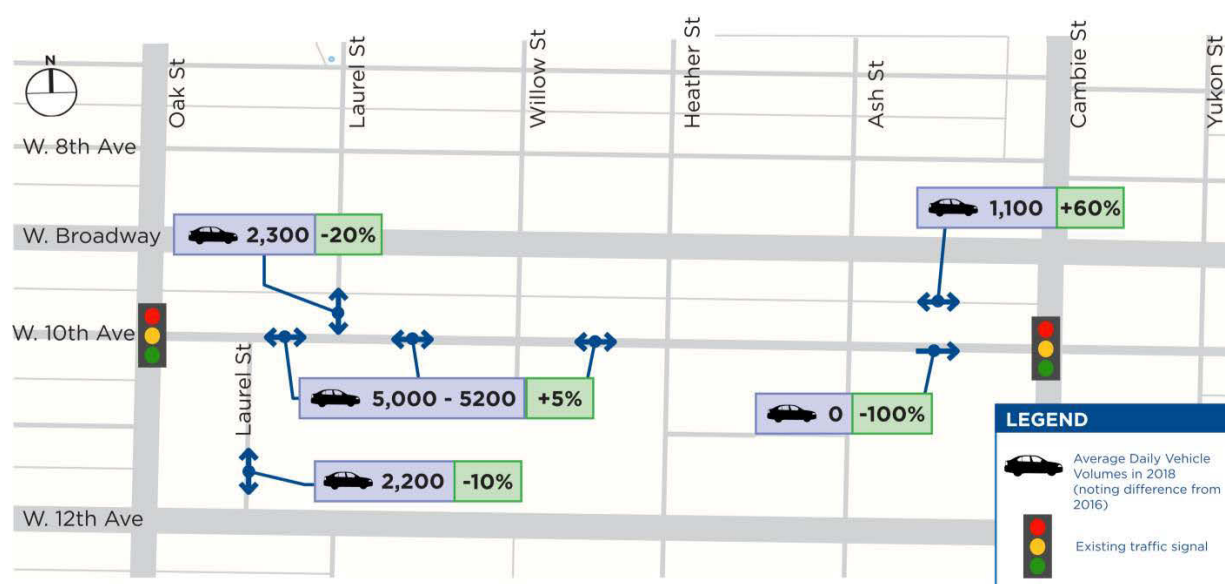 N
Oak St
Laurel St
Willow St
Heather St
Ash St
Cambie St
Yukon St
W. 8th Ave
1,100 +60%
W. Broadway
2,300 -20%
W. 10th Ave
Laurel St
5,000 - 5200 +5%
0 -100%
2,200 -10%
W. 12th Ave
LEGEND
Average Daily Vehicle
Volumes in 2018
(noting difference from
2016)
Existing traffic signal